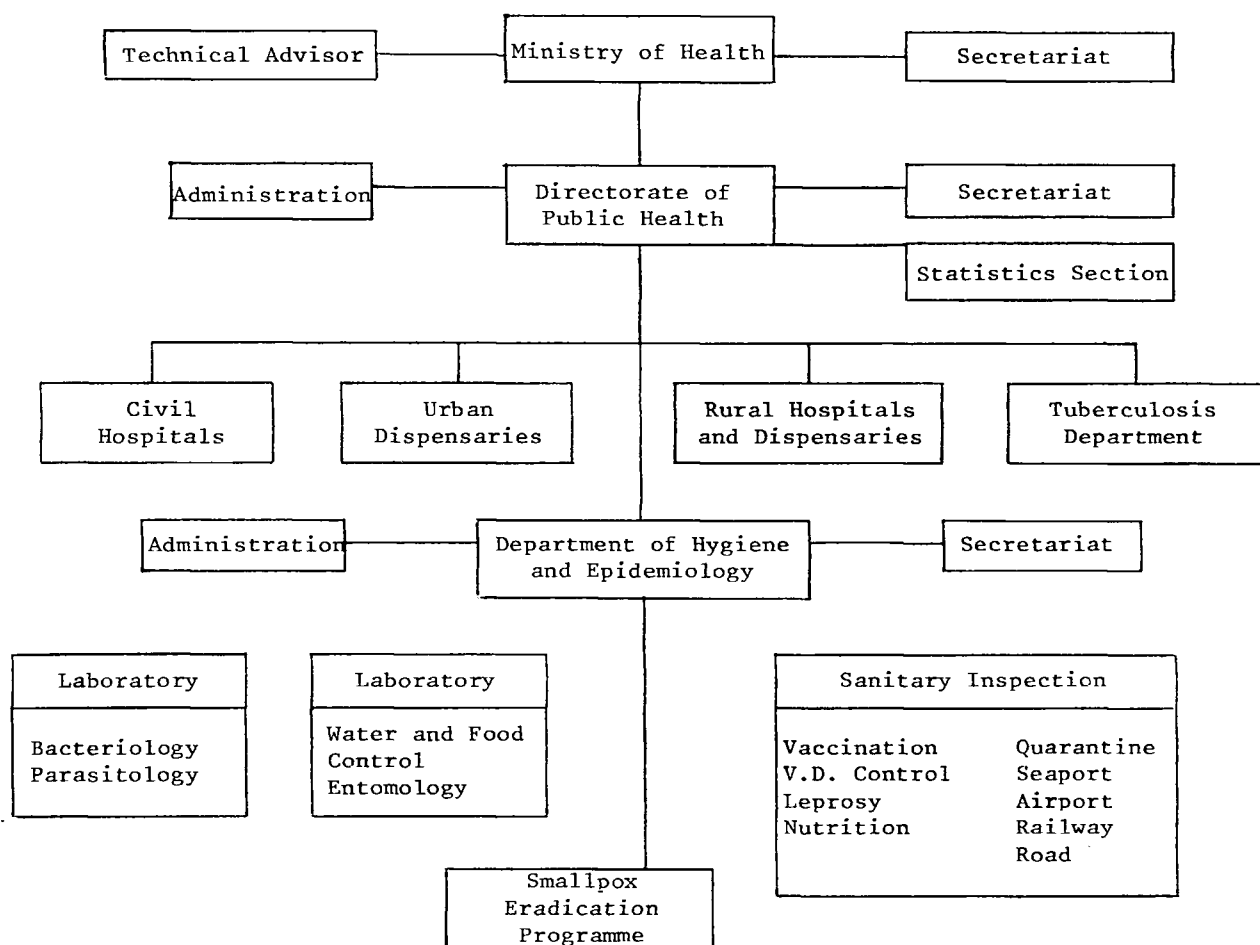 Technical Advisor
Ministry of Health
Secretariat
Administration
Directorate of
Public Health
Secretariat
Statistics Section
Civil
Hospitals
Urban
Dispensaries
Rural Hospitals
and Dispensaries
Tuberculosis
Department
Administration
Department of Hygiene
and Epidemiology
Secretariat
Laboratory
Bacteriology
Parasitology
Laboratory
Water and Food
Control
Entomology
Sanitary Inspection
Vaccination
V.D. Control
Leprosy
Nutrition
Quarantine
Seaport
Airport
Railway
Road
Smallpox
Eradication
Programme